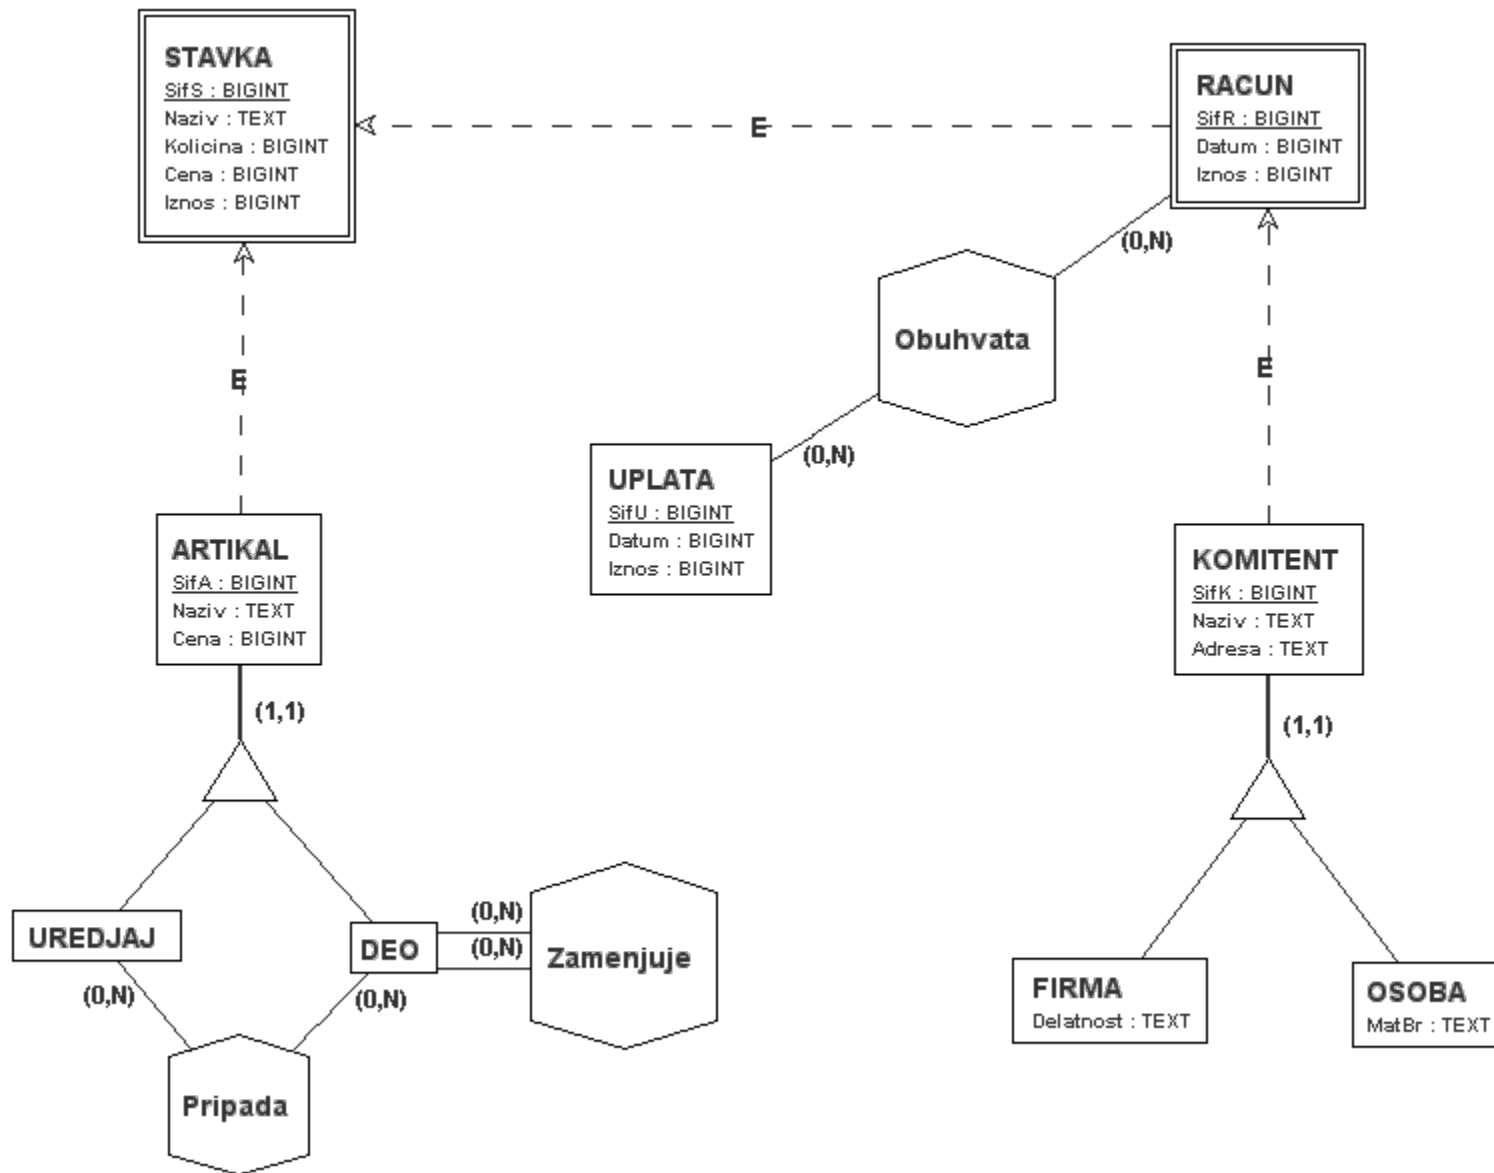 STAVKA
SifS : BIGINT
Naziv : TEXT
Kolicina : BIGINT
Cena : BIGINT
Iznos : BIGINT
E
RACUN
SifR : BIGINT
Datum : BIGINT
Iznos : BIGINT
(0,N)
Obuhvata
(0,N)
E
E
UPLATA
SifU : BIGINT
Datum : BIGINT
Iznos : BIGINT
ARTIKAL
SifA : BIGINT
Naziv : TEXT
Cena : BIGINT
KOMITENT
SifK : BIGINT
Naziv : TEXT
Adresa : TEXT
(1,1)
(1,1)
UREDJAJ
DEO
(0,N)
(0,N)
Zamenjuje
(0,N)
(0,N)
Pripada
FIRMA
Delatnost : TEXT
OSOBA
MatBr : TEXT